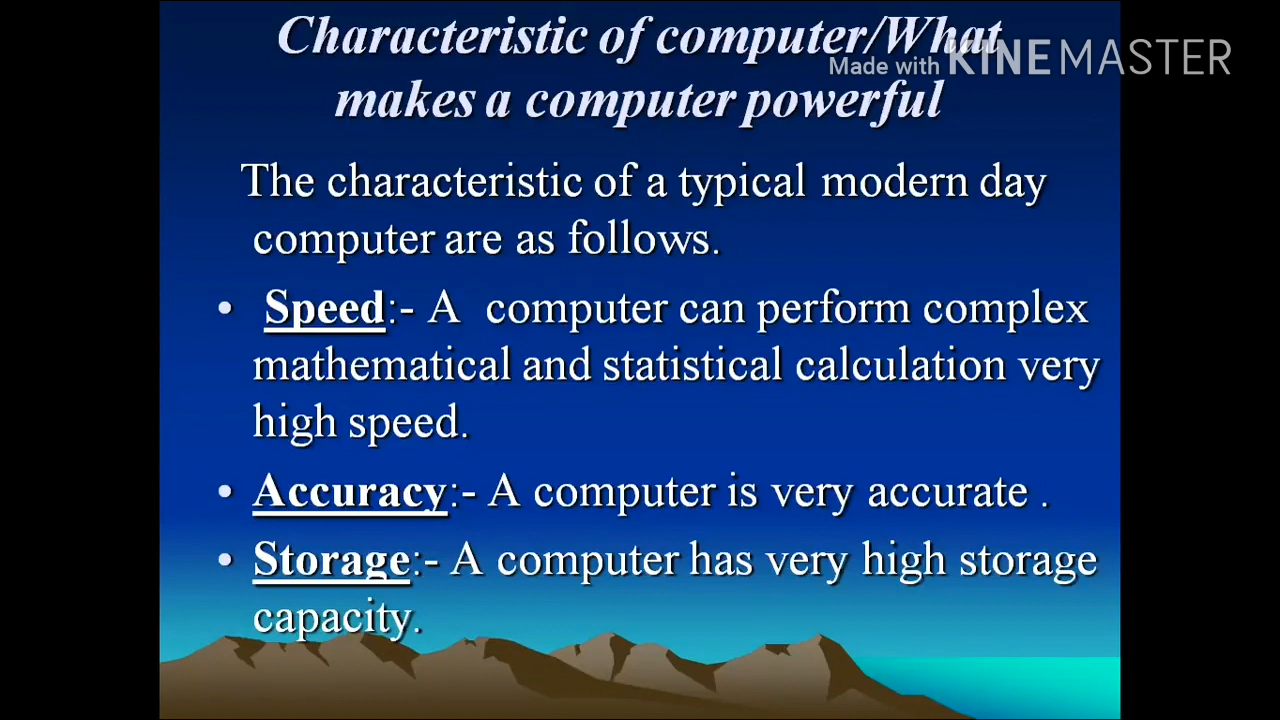 Characteristic of computer/What
Made with KINEMASTER
makes a computer powerful
The characteristic of a typical modern day
computer are as follows.
• Speed:- A computer can perform complex
mathematical and statistical calculation very
high speed.
• Accuracy:- A computer is very accurate .
• Storage:- A computer has very high storage
capacity.